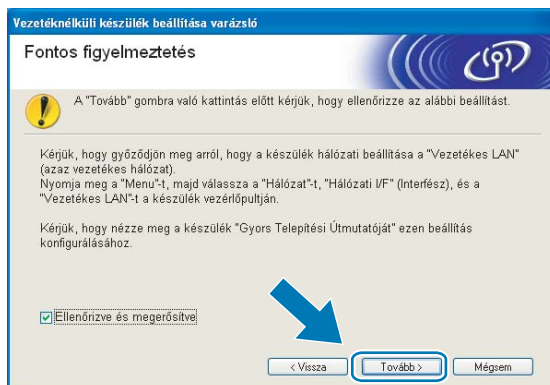 Vezetéknélküli készülék beállítása varázsló
Fontos figyelmeztetés
A "Tovább" gombra való kattintás előtt kérjük, hogy ellenőrizze az alábbi beállítást.
Kérjük, hogy győződjön meg arról, hogy a készülék hálózati beállítása a "Vezetékes LAN"
(azaz vezetékes hálózat).
Nyomja meg a "Menu"-t, majd válassza a "Hálózat"-t, "Hálózati I/F" (Interfész), és a
"Vezetékes LAN"-t a készülék vezérlőpultján.
Kérjük, hogy nézze meg a készülék "Gyors Telepítési Útmutatóját" ezen beállítás
konfigurálásához.
Ellenőrizve és megerősítve
< Vissza
Tovább >
Mégsem